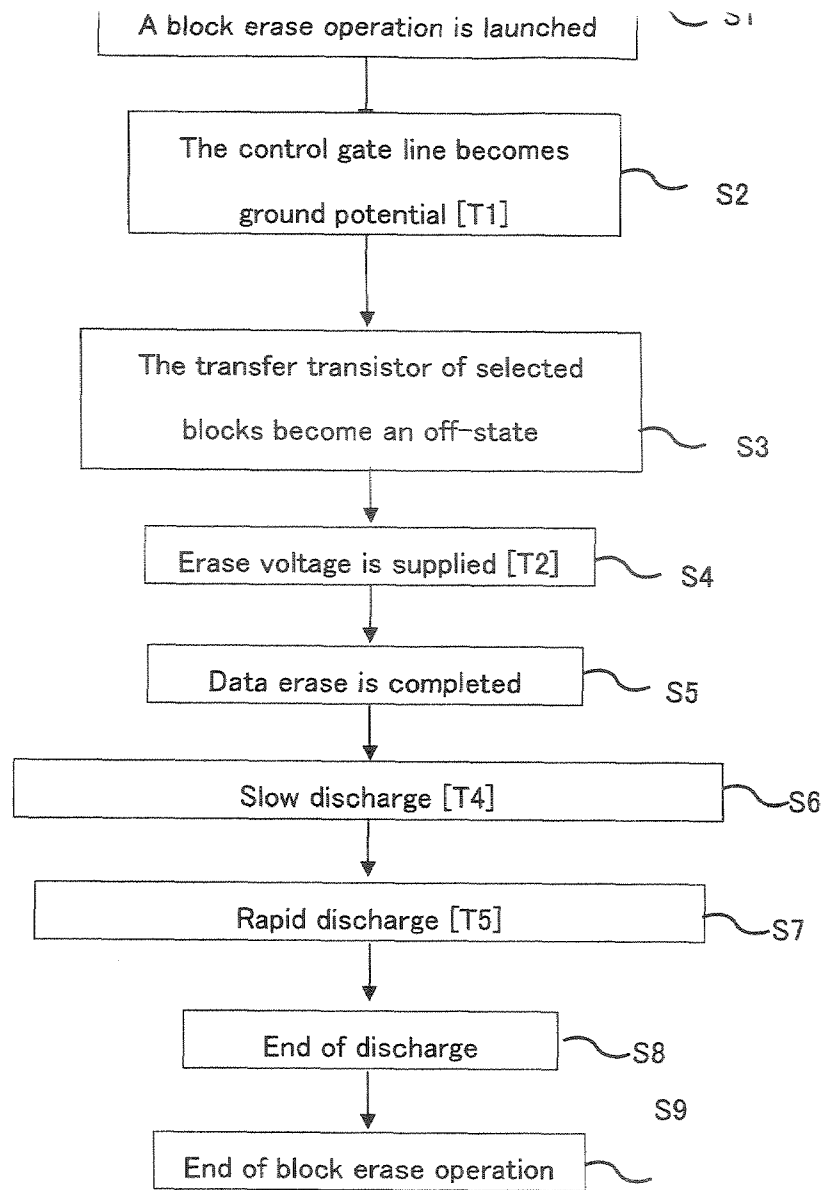 A block erase operation is launched
S1
The control gate line becomes
ground potential [T1]
S2
The transfer transistor of selected
blocks become an off-state
S3
Erase voltage is supplied [T2]
S4
Data erase is completed
S5
Slow discharge [T4]
S6
Rapid discharge [T5]
S7
End of discharge
S8
S9
End of block erase operation